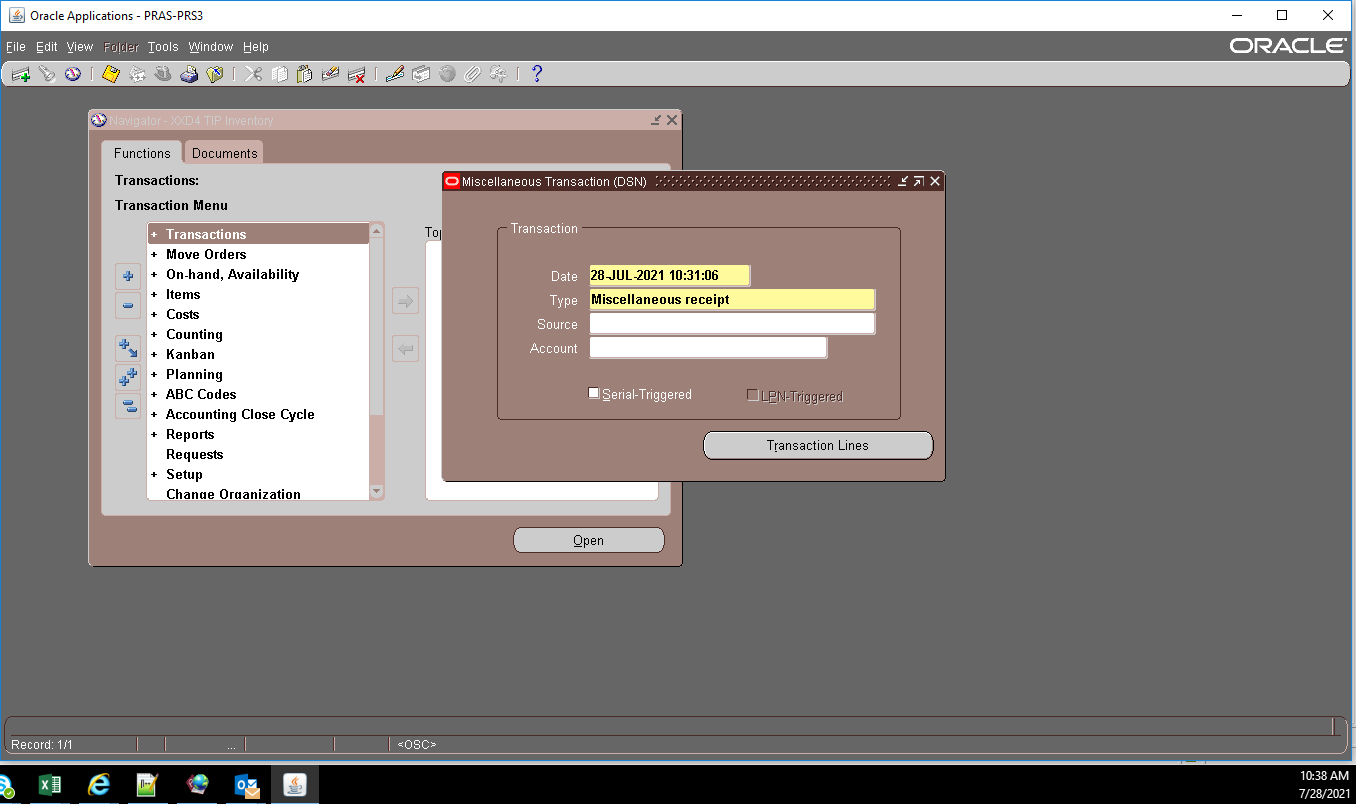 Oracle Applications - PRAS-PRS3
File Edit View Folder Tools Window Help
ORACLE
Navigator - XXD4 TIP Inventory
Functions
Documents
Transactions:
Transaction Menu
+ Transactions
+ Move Orders
+ On-hand, Availability
+ Items
+ Costs
+ Counting
+ Kanban
+ Planning
+ ABC Codes
+ Accounting Close Cycle
+ Reports
Requests
+ Setup
Change Organization
Open
Miscellaneous Transaction (DSN)
Transaction
Date 28-JUL-2021 10:31:06
Type Miscellaneous receipt
Source
Account
Serial-Triggered
LPN-Triggered
Transaction Lines
Record: 1/1
...
<OSC>
10:38 AM
7/28/2021